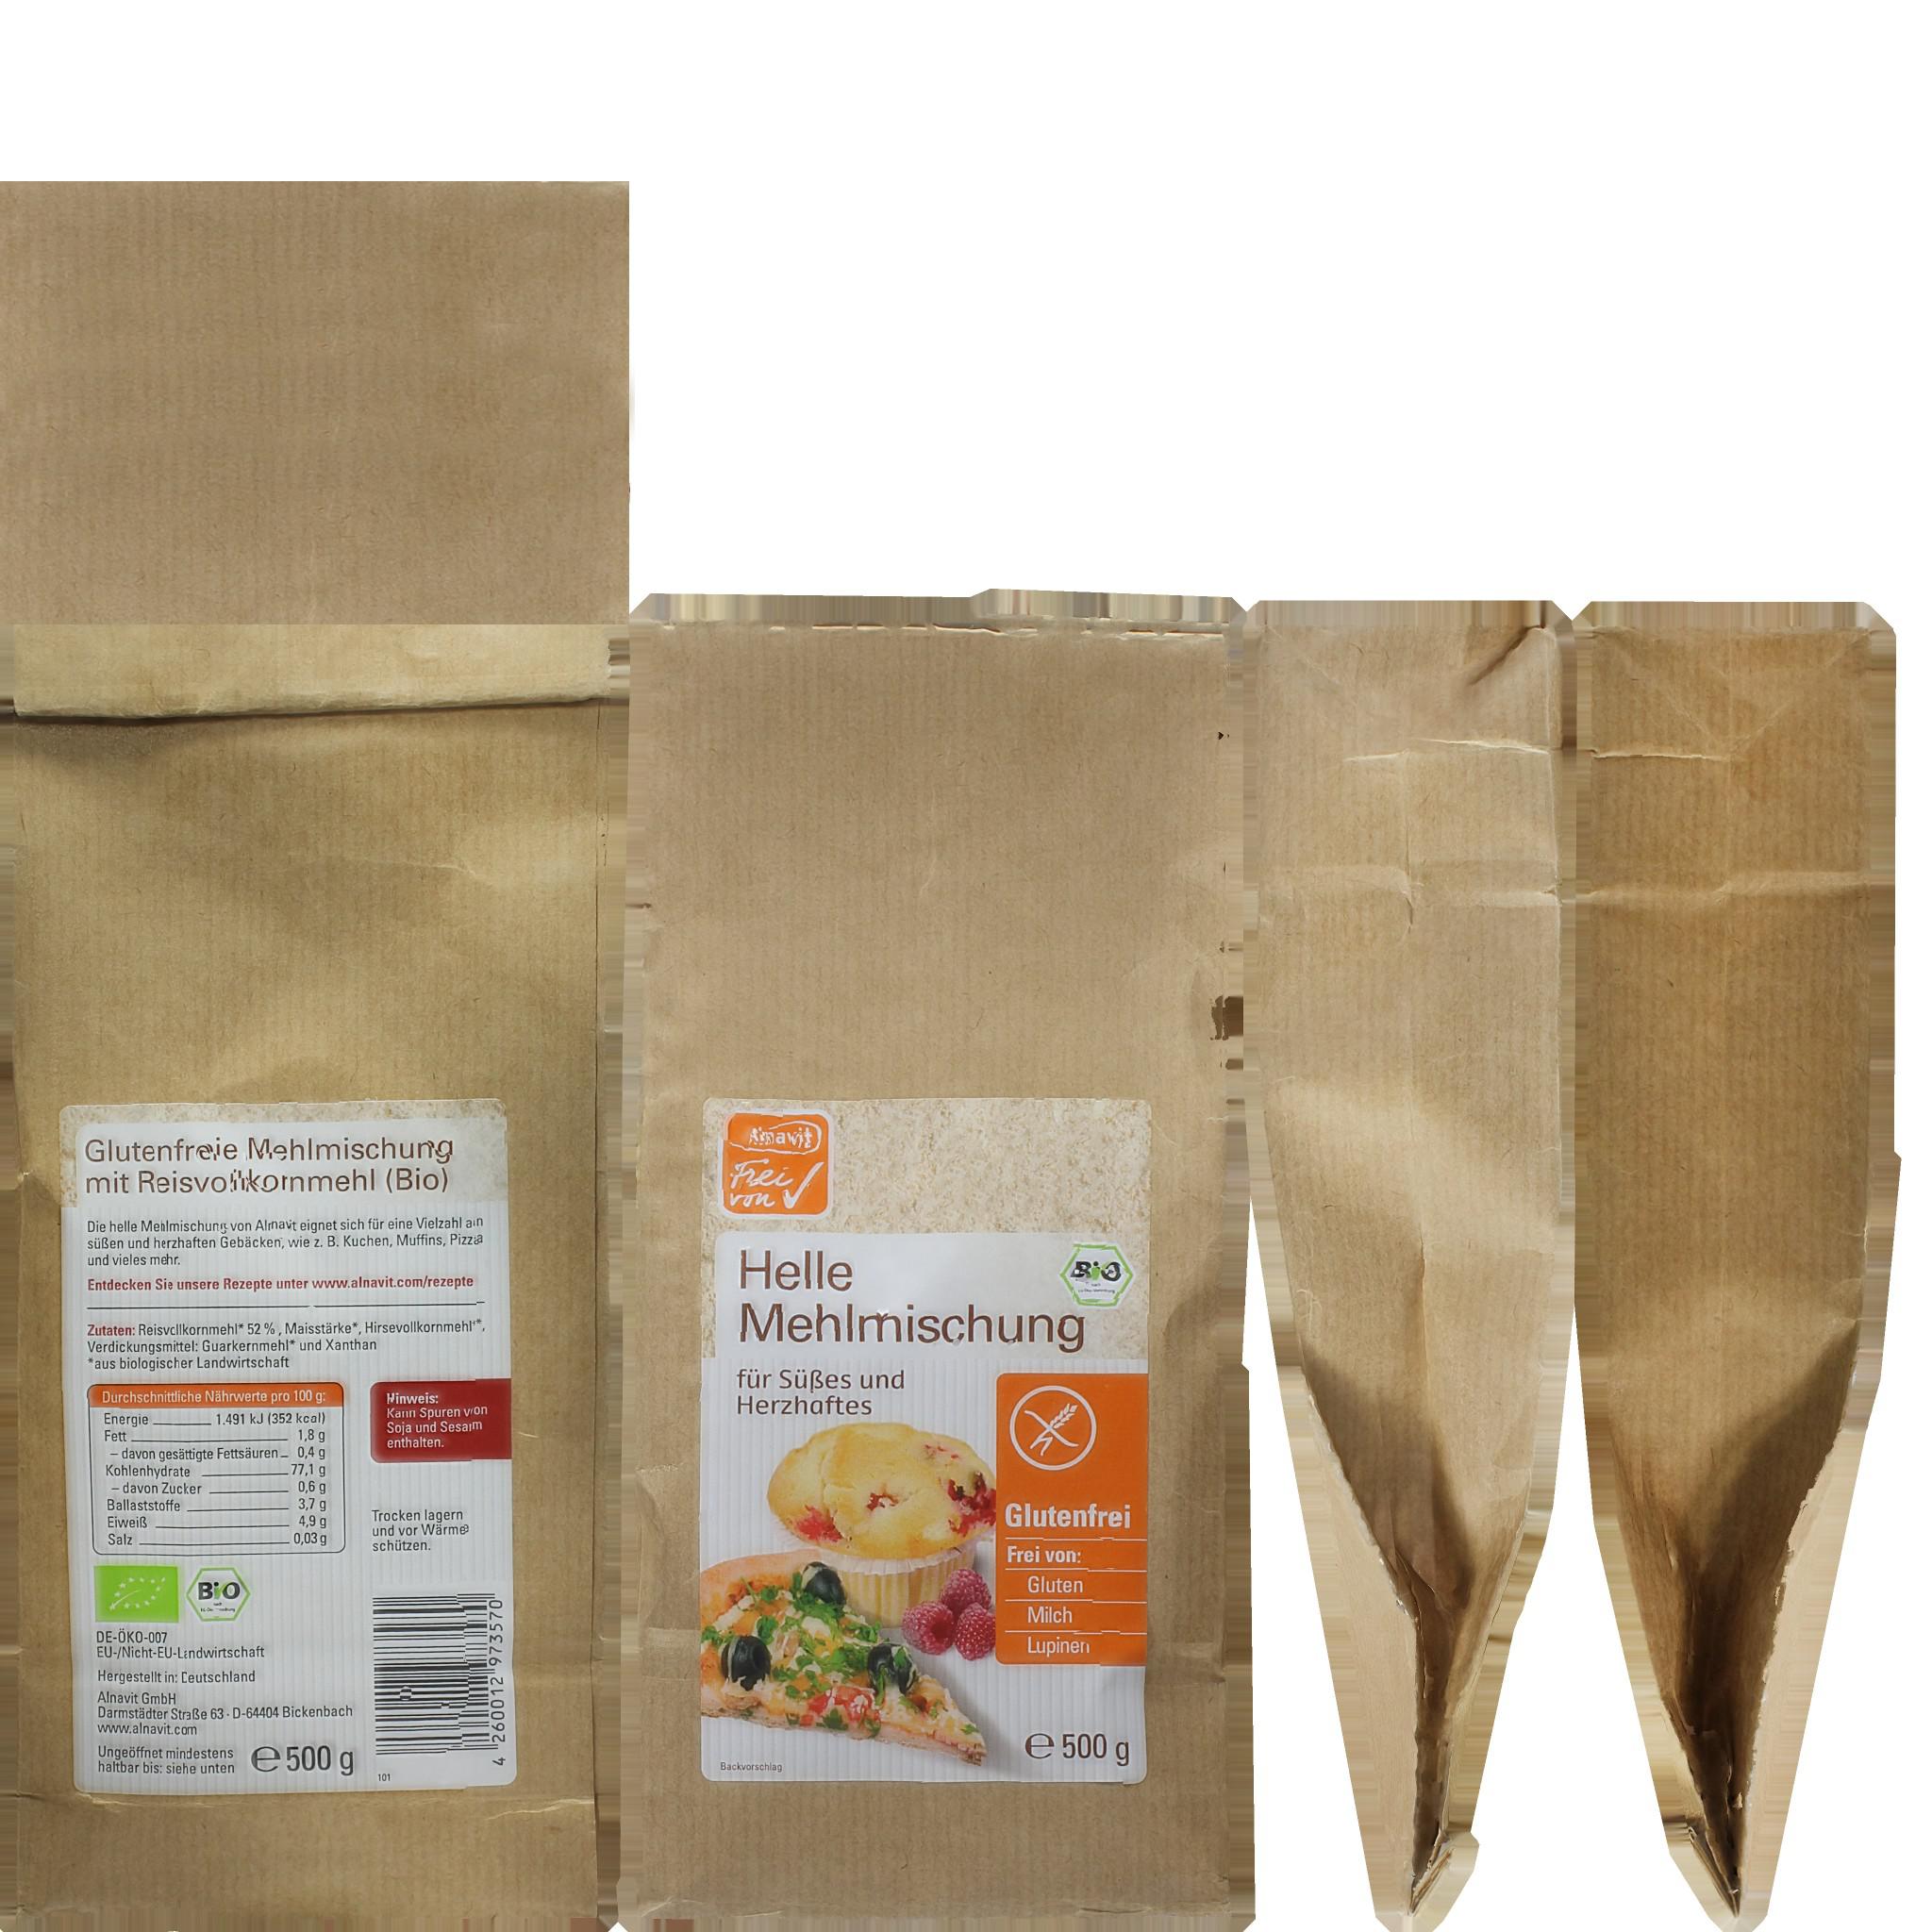 Glutenfreie Mehlmischung
mit Reisvollkornmehl (Bio)
Die helle Mehlmischung von Alnavit eignet sich für eine Vielzahl an
süßen und herzhaften Gebäcken, wie z. B. Kuchen, Muffins, Pizza
und vieles mehr.
Entdecken Sie unsere Rezepte unter www.alnavit.com/rezepte
Zutaten: Reisvollkornmehl* 52 %, Maisstärke*, Hirsevollkornmehl*,
Verdickungsmittel: Guarkernmehl* und Xanthan
*aus biologischer Landwirtschaft
Durchschnittliche Nährwerte pro 100 g:
Energie 1.491 kJ (352 kcal)
Fett 1,8 g
– davon gesättigte Fettsäuren 0,4 g
Kohlenhydrate 77,1 g
– davon Zucker 0,6 g
Ballaststoffe 3,7 g
Eiweiß 4,9 g
Salz 0,03 g
Hinweis:
Kann Spuren von
Soja und Sesam
enthalten.
Trocken lagern
und vor Wärme
schützen.
Bio
DE-ÖKO-007
EU-/Nicht-EU-Landwirtschaft
Hergestellt in: Deutschland
Alnavit GmbH
Darmstädter Straße 63 · D-64404 Bickenbach
www.alnavit.com
Ungeöffnet mindestens
haltbar bis: siehe unten
℮ 500 g
101
4 260012 973570
Alnavit
Frei
von
Helle
Mehlmischung
Bio
für Süßes und
Herzhaftes
Glutenfrei
Frei von:
Gluten
Milch
Lupinen
℮ 500 g
Backvorschlag